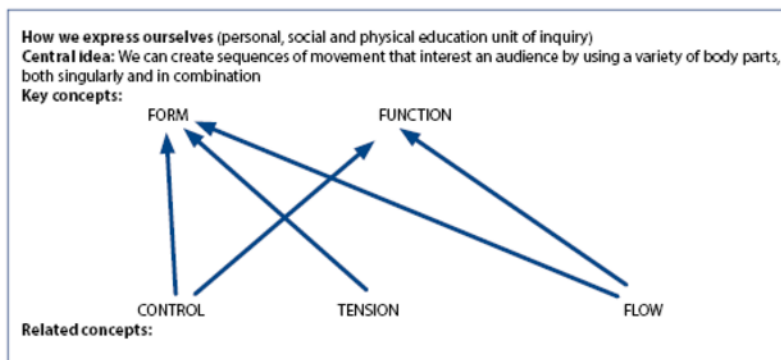 How we express ourselves (personal, social and physical education unit of inquiry)
Central idea: We can create sequences of movement that interest an audience by using a variety of body parts,
both singularly and in combination
Key concepts:
FORM FUNCTION
CONTROL TENSION FLOW
Related concepts: